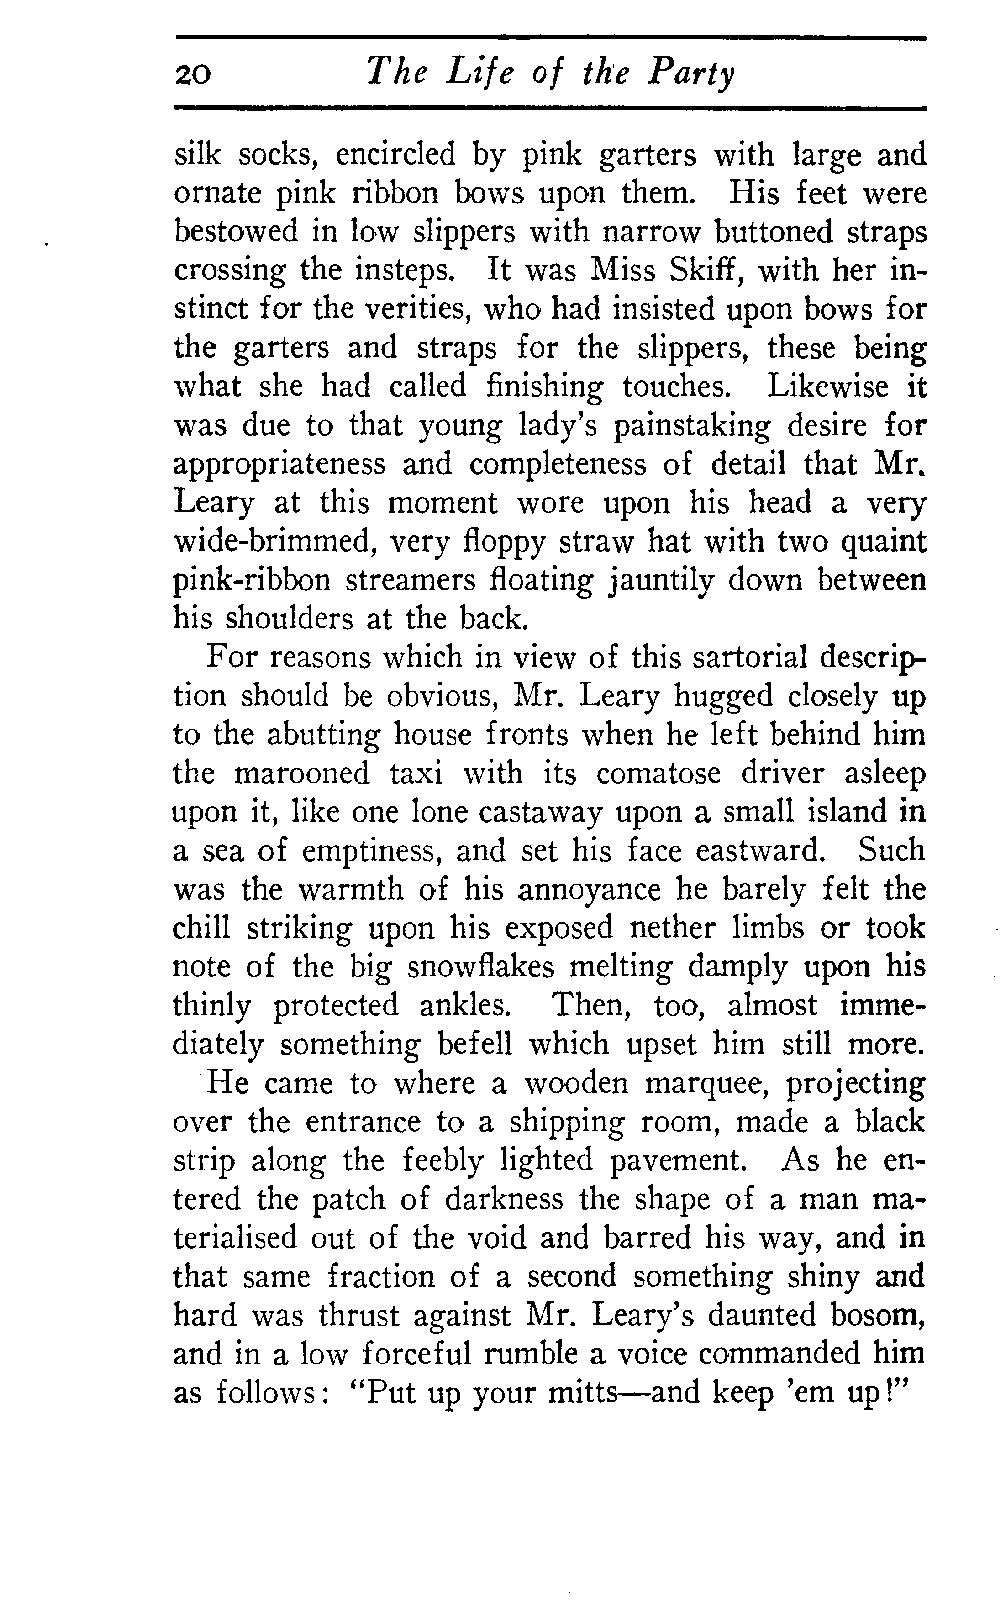 20 The Life of the Party
silk socks, encircled by pink garters with large and
ornate pink ribbon bows upon them. His feet were
bestowed in low slippers with narrow buttoned straps
crossing the insteps. It was Miss Skiff, with her in-
stinct for the verities, who had insisted upon bows for
the garters and straps for the slippers, these being
what she had called finishing touches. Likewise it
was due to that young lady's painstaking desire for
appropriateness and completeness of detail that Mr.
Leary at this moment wore upon his head a very
wide-brimmed, very floppy straw hat with two quaint
pink-ribbon streamers floating jauntily down between
his shoulders at the back.
For reasons which in view of this sartorial descrip-
tion should be obvious, Mr. Leary hugged closely up
to the abutting house fronts when he left behind him
the marooned taxi with its comatose driver asleep
upon it, like one lone castaway upon a small island in
a sea of emptiness, and set his face eastward. Such
was the warmth of his annoyance he barely felt the
chill striking upon his exposed nether limbs or took
note of the big snowflakes melting damply upon his
thinly protected ankles. Then, too, almost imme-
diately something befell which upset him still more.
He came to where a wooden marquee, projecting
over the entrance to a shipping room, made a black
strip along the feebly lighted pavement. As he en-
tered the patch of darkness the shape of a man ma-
terialised out of the void and barred his way, and in
that same fraction of a second something shiny and
hard was thrust against Mr. Leary's daunted bosom,
and in a low forceful rumble a voice commanded him
as follows: "Put up your mitts—and keep 'em up!"